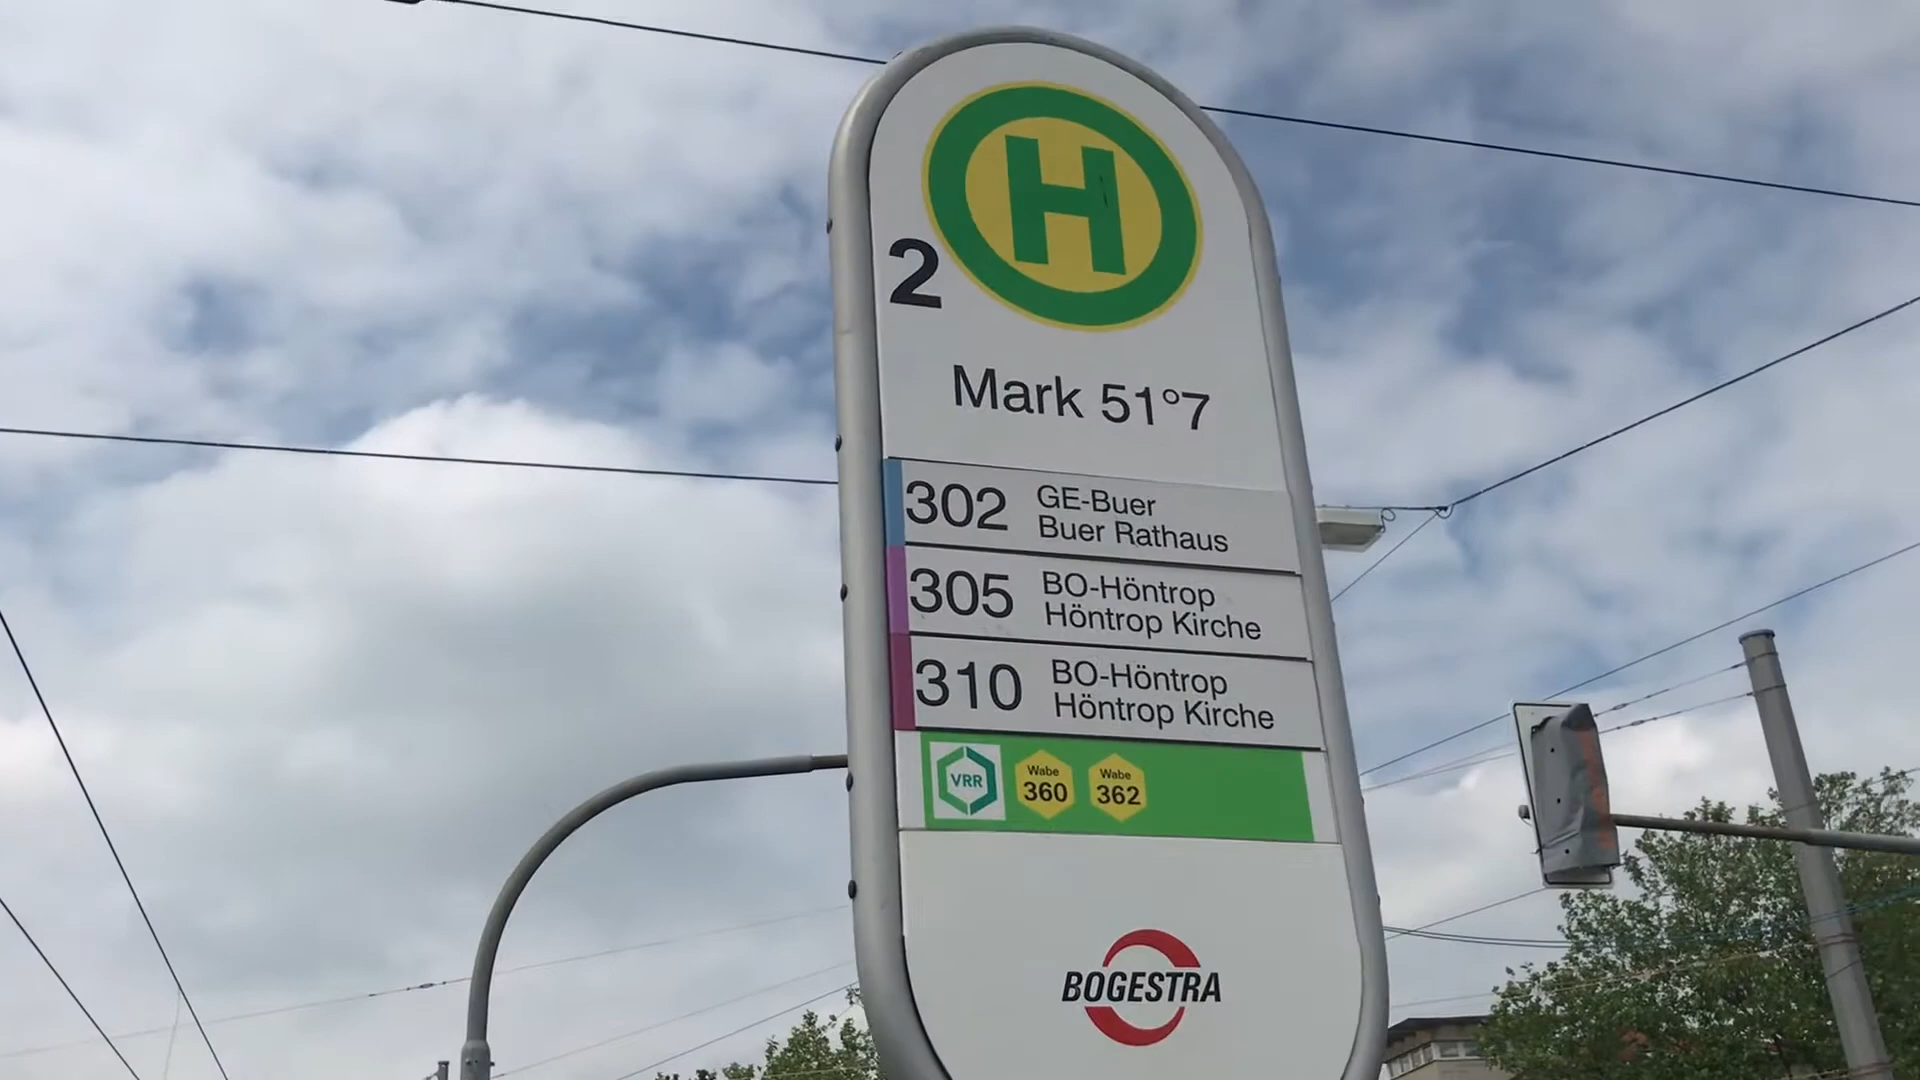 H
2
Mark 51°7
302 GE-Buer
Buer Rathaus
305 BO-Höntrop
Höntrop Kirche
310 BO-Höntrop
Höntrop Kirche
VRR Wabe 360 Wabe 362
BOGESTRA